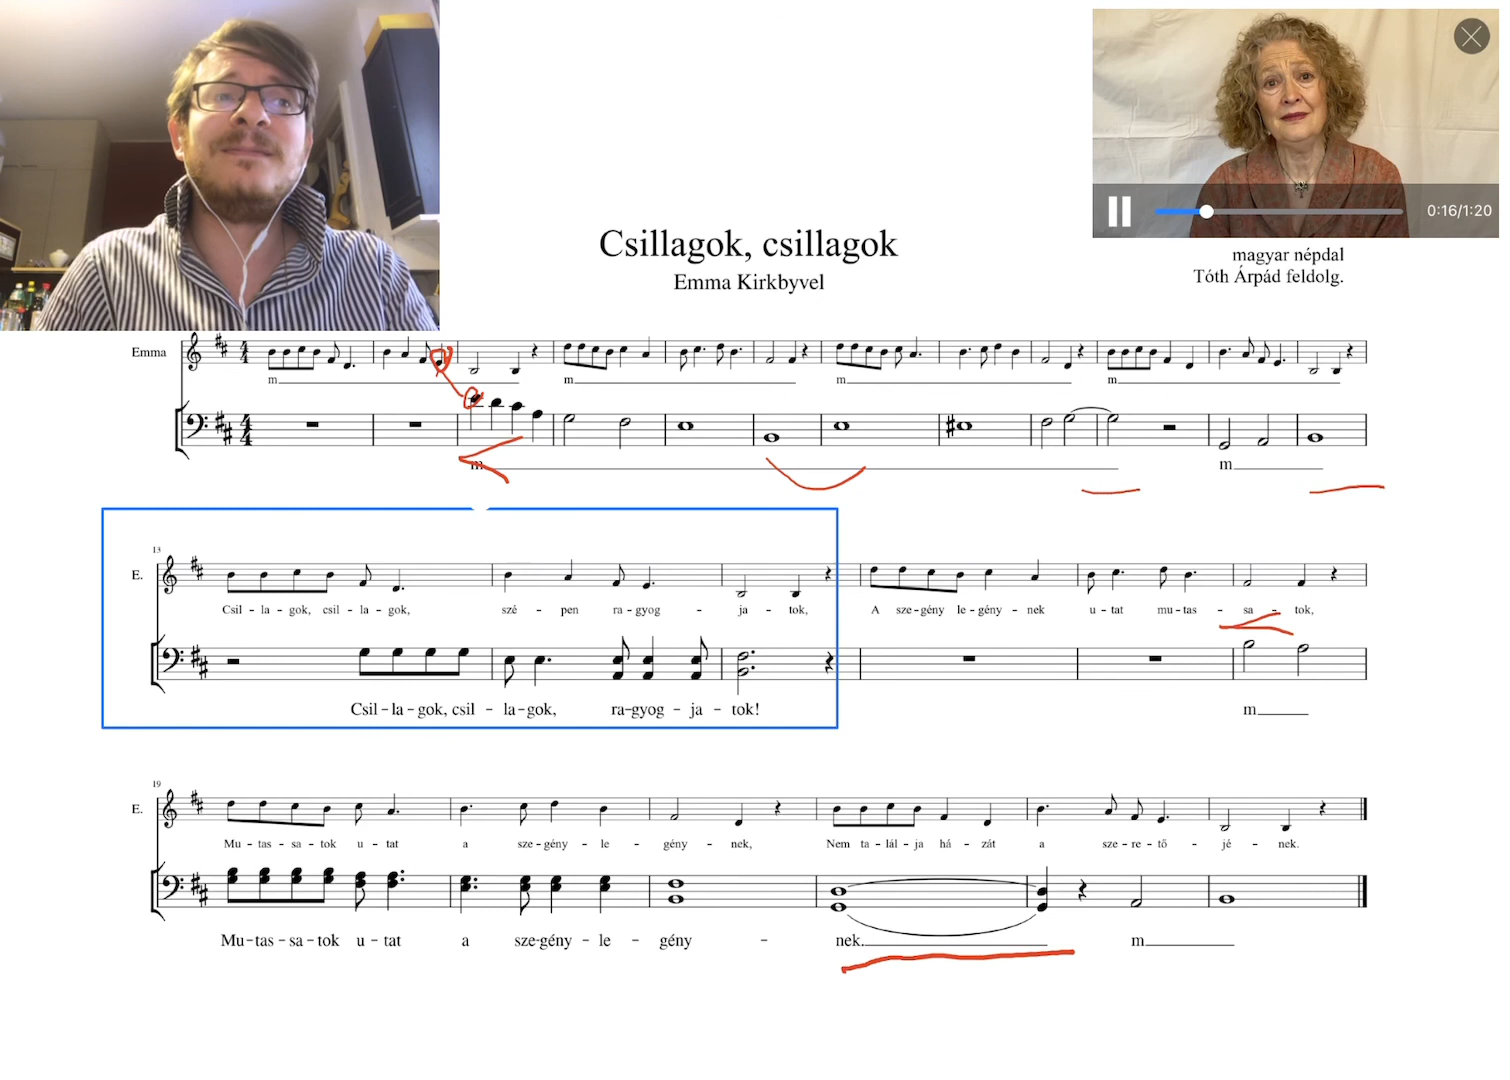 0:16/1:20
Csillagok, csillagok
Emma Kirkbyvel
magyar népdal
Tóth Árpád feldolg.
Emma
m
m
m
m
m
m
13
E.
Csil - la - gok, csil - la - gok, szé - pen ra - gyog - ja - tok, A sze - gény le - gény - nek u - tat mu - tas - sa - tok,
Csil - la - gok, csil - la - gok, ra - gyog - ja - tok! m
19
E.
Mu - tas - sa - tok u - tat a sze - gény - le - gény - nek, Nem ta - lál - ja há - zát a sze - re - tő - jé - nek.
Mu - tas - sa - tok u - tat a sze - gény - le - gény - nek. m